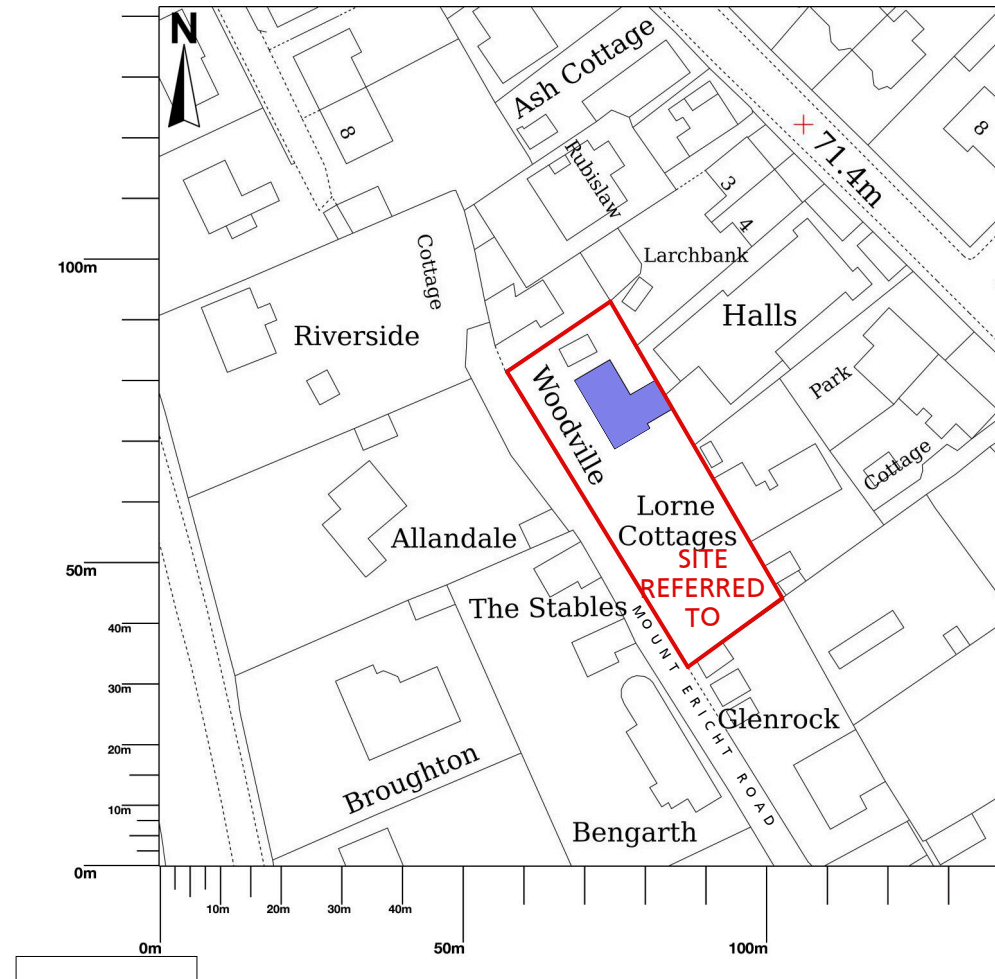 N
Ash Cottage
8
8
71.4m
Rubislaw
3
4
Larchbank
Cottage
100m
Riverside
Halls
Park
Woodville
Cottage
Lorne
Cottages
Allandale
SITE
REFERRED
TO
50m
The Stables
40m
MOUNT ERICHT ROAD
30m
Glenrock
20m
Broughton
10m
Bengarth
0m
10m
20m
30m
40m
0m
50m
100m